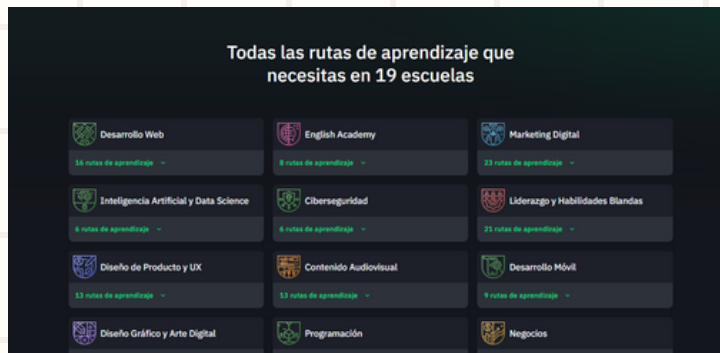 Todas las rutas de aprendizaje que
necesitas en 19 escuelas
Desarrollo Web
16 rutas de aprendizaje
English Academy
8 rutas de aprendizaje
Marketing Digital
23 rutas de aprendizaje
Inteligencia Artificial y Data Science
6 rutas de aprendizaje
Ciberseguridad
6 rutas de aprendizaje
Liderazgo y Habilidades Blandas
21 rutas de aprendizaje
Diseño de Producto y UX
13 rutas de aprendizaje
Contenido Audiovisual
13 rutas de aprendizaje
Desarrollo Móvil
9 rutas de aprendizaje
Diseño Gráfico y Arte Digital
Programación
Negocios